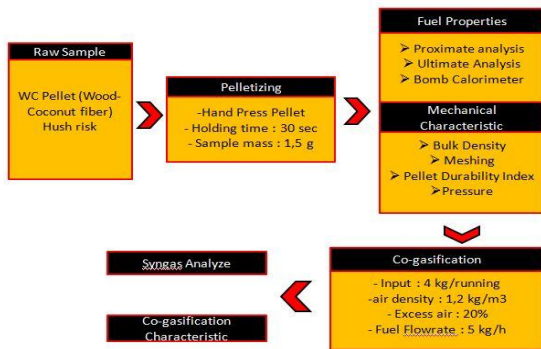 Raw Sample
WC Pellet (Wood-
Coconut fiber)
Hush risk
Pelletizing
-Hand Press Pellet
- Holding time : 30 sec
- Sample mass : 1,5 g
Fuel Properties
➢ Proximate analysis
➢ Ultimate Analysis
➢ Bomb Calorimeter
Mechanical
Characteristic
➢ Bulk Density
➢ Meshing
➢ Pellet Durability Index
➢Pressure
Co-gasification
- Input : 4 kg/running
-air density : 1,2 kg/m3
- Excess air : 20%
- Fuel Flowrate : 5 kg/h
Syngas Analyze
Co-gasification
Characteristic